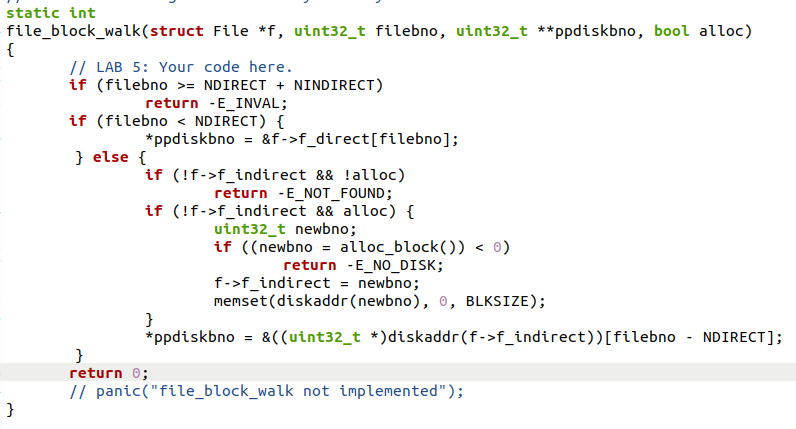 static int
file_block_walk(struct File *f, uint32_t filebno, uint32_t **ppdiskbno, bool alloc)
{
// LAB 5: Your code here.
if (filebno >= NDIRECT + NINDIRECT)
return -E_INVAL;
if (filebno < NDIRECT) {
*ppdiskbno = &f->f_direct[filebno];
} else {
if (!f->f_indirect && !alloc)
return -E_NOT_FOUND;
if (!f->f_indirect && alloc) {
uint32_t newbno;
if ((newbno = alloc_block()) < 0)
return -E_NO_DISK;
f->f_indirect = newbno;
memset(diskaddr(newbno), 0, BLKSIZE);
}
*ppdiskbno = &((uint32_t *)diskaddr(f->f_indirect))[filebno - NDIRECT];
}
return 0;
// panic("file_block_walk not implemented");
}